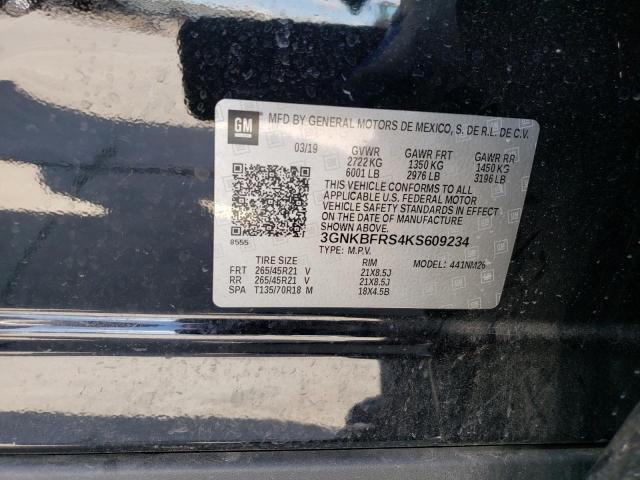 GM MFD BY GENERAL MOTORS DE MEXICO, S. DE R.L. DE C.V.
03/19 GVWR GAWR FRT GAWR RR
2722 KG 1350 KG 1450 KG
6001 LB 2976 LB 3196 LB
THIS VEHICLE CONFORMS TO ALL
APPLICABLE U.S. FEDERAL MOTOR
VEHICLE SAFETY STANDARDS IN EFFECT
ON THE DATE OF MANUFACTURE
SHOWN ABOVE.
3GNKBFRS4KS609234
8555 TYPE: M.P.V.
TIRE SIZE RIM MODEL: 441NM26
FRT 265/45R21 V 21X8.5J
RR 265/45R21 V 21X8.5J
SPA T135/70R18 M 18X4.5B